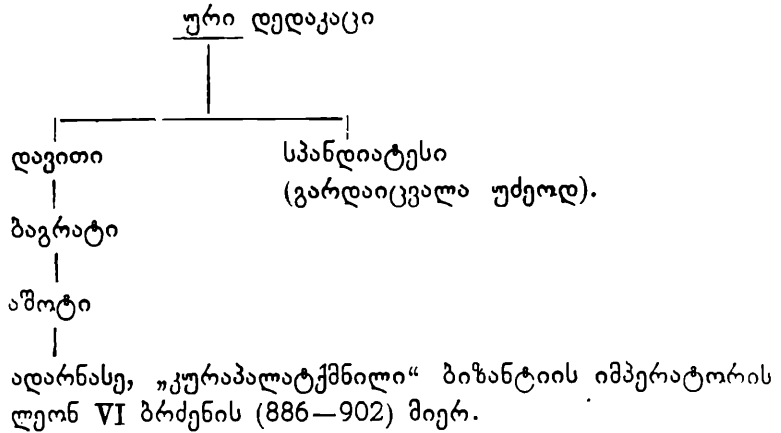 ური დედაკაცი
დავითი სპანდიატესი
(გარდაიცვალა უძეოდ).
ბაგრატი
აშოტი
ადარნასე, „კურაპალატქმნილი“ ბიზანტიის იმპერატორის
ლეონ VI ბრძენის (886—902) მიერ.